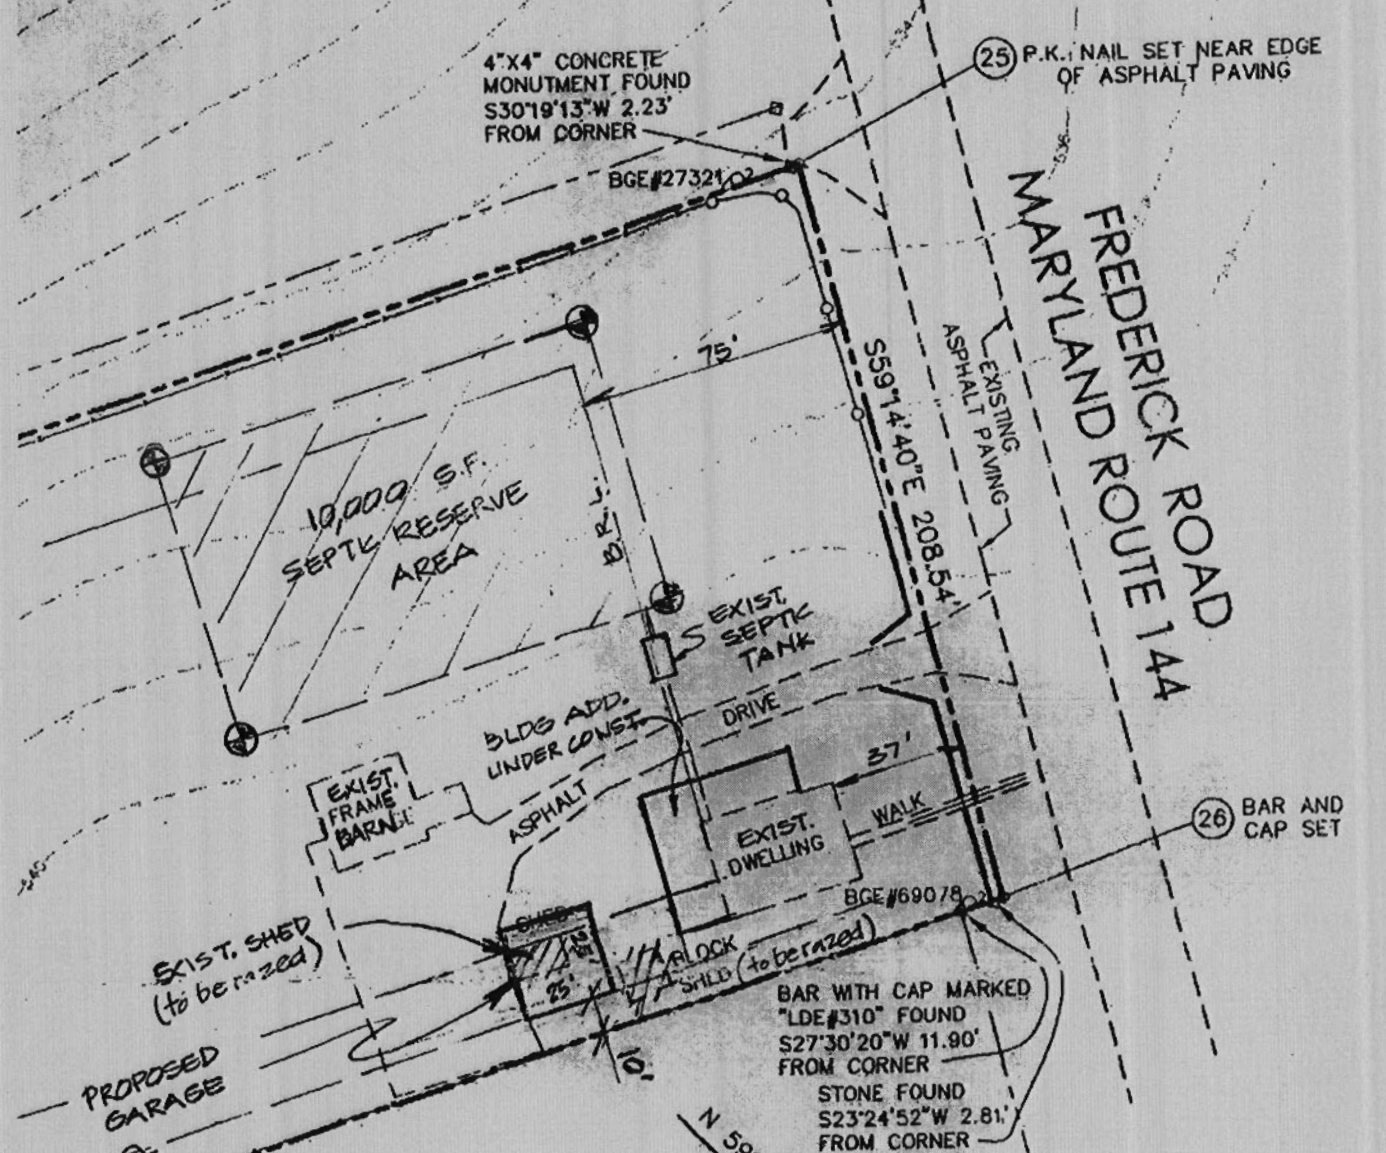 4"X4" CONCRETE
MONUTMENT FOUND
S30°19'13"W 2.23'
FROM CORNER
25
P.K. NAIL SET NEAR EDGE
OF ASPHALT PAVING
BGE#27321
534
536
FREDERICK ROAD
MARYLAND ROUTE 144
75'
EXISTING
ASPHALT PAVING
S59°14'40"E 208.54'
10,000 S.F.
SEPTIC RESERVE
AREA
B.R.L.
EXIST.
SEPTIC
TANK
BLDG ADD.
UNDER CONST.
DRIVE
ASPHALT
37'
EXIST.
FRAME
BARN
EXIST.
DWELLING
WALK
26
BAR AND
CAP SET
BGE#69078
SHED
EXIST. SHED
(to be razed)
25'
BLOCK
SHED (to be razed)
BAR WITH CAP MARKED
"LDE#310" FOUND
S27°30'20"W 11.90'
FROM CORNER
PROPOSED
GARAGE
10'
STONE FOUND
S23°24'52"W 2.81'
FROM CORNER
N 59